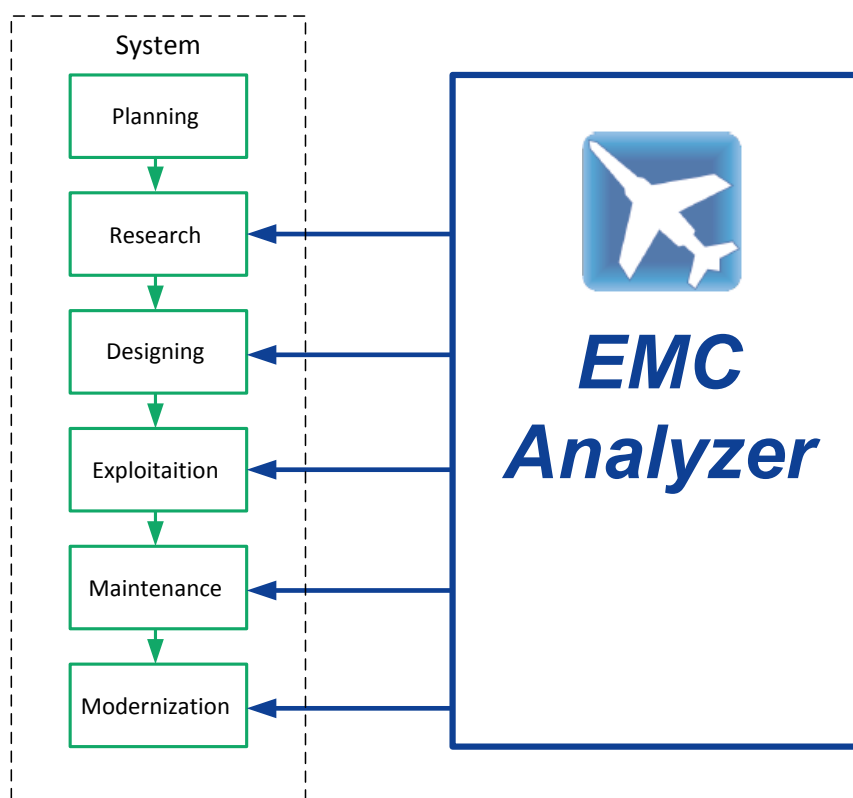 System
Planning
Research
Designing
Exploitaition
Maintenance
Modernization
EMC
Analyzer